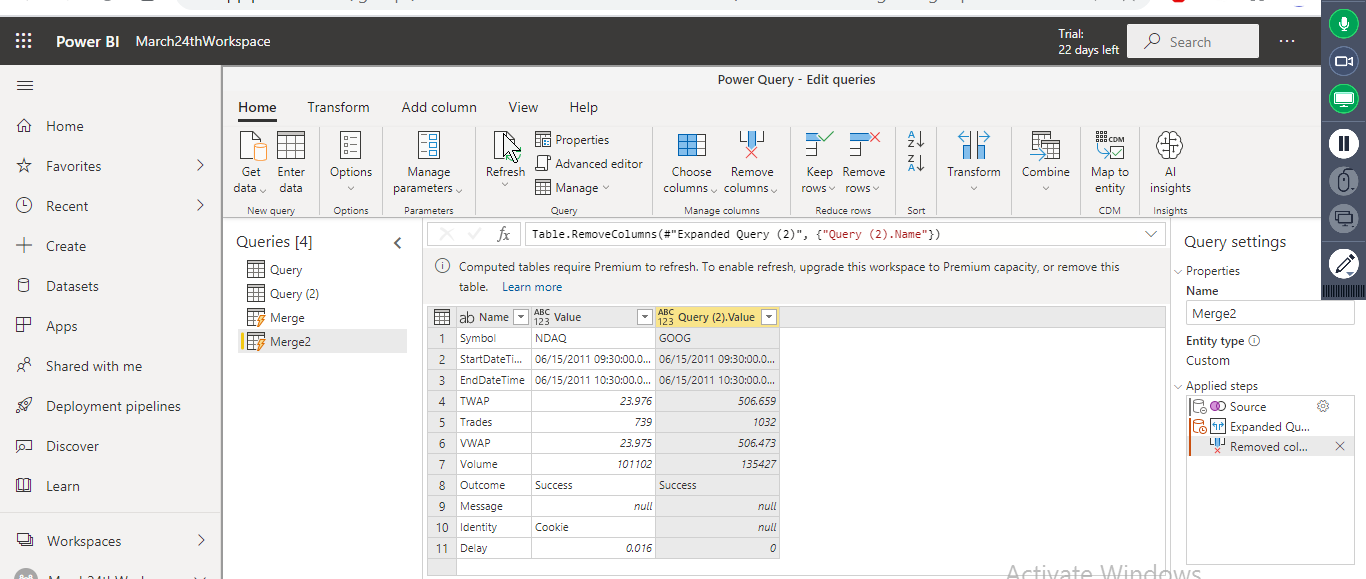 Power BI March24thWorkspace
Trial:
22 days left
Search
Power Query - Edit queries
Home Transform Add column View Help
Get data
Enter data
Options
Manage parameters
Refresh
Properties
Advanced editor
Manage
Choose columns
Remove columns
Keep rows
Remove rows
A
Z
Z
A
Transform
Combine
CDM
Map to entity
AI insights
New query Options Parameters Query Manage columns Reduce rows Sort CDM Insights
Home
Favorites
Recent
Create
Datasets
Apps
Shared with me
Deployment pipelines
Discover
Learn
Workspaces
Queries [4]
Query
Query (2)
Merge
Merge2
fx Table.RemoveColumns(#"Expanded Query (2)", {"Query (2).Name"})
Computed tables require Premium to refresh. To enable refresh, upgrade this workspace to Premium capacity, or remove this
table. Learn more
ab Name ABC 123 Value ABC 123 Query (2).Value
1 Symbol NDAQ GOOG
2 StartDateTi... 06/15/2011 09:30:00.0... 06/15/2011 09:30:00.0...
3 EndDateTime 06/15/2011 10:30:00.0... 06/15/2011 10:30:00.0...
4 TWAP 23.976 506.659
5 Trades 739 1032
6 VWAP 23.975 506.473
7 Volume 101102 135427
8 Outcome Success Success
9 Message null null
10 Identity Cookie null
11 Delay 0.016 0
Query settings
Properties
Name
Merge2
Entity type
Custom
Applied steps
Source
Expanded Qu...
Removed col...
Activate Windows